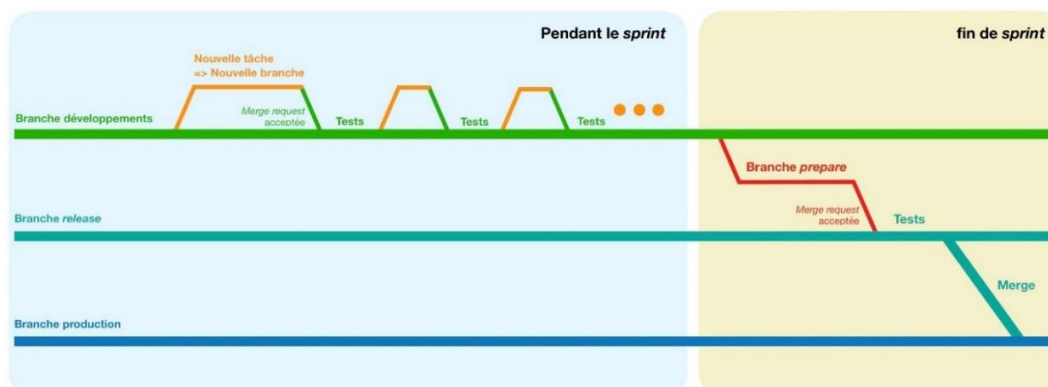 Pendant le sprint
fin de sprint
Nouvelle tâche
=> Nouvelle branche
Merge request
acceptée
Branche développements
Tests
Tests
Tests
Branche prepare
Merge request
acceptée
Branche release
Tests
Merge
Branche production